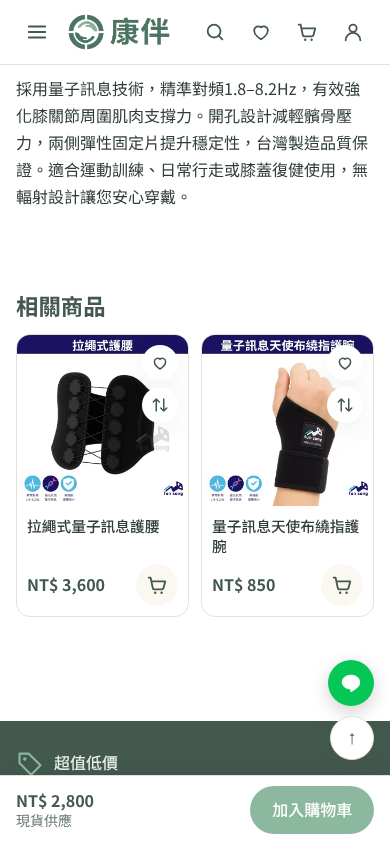 康伴
採用量子訊息技術，精準對頻1.8–8.2Hz，有效強
化膝關節周圍肌肉支撐力。開孔設計減輕髕骨壓
力，兩側彈性固定片提升穩定性，台灣製造品質保
證。適合運動訓練、日常行走或膝蓋復健使用，無
輻射設計讓您安心穿戴。
相關商品
拉繩式護腰
量子訊息天使布繞指護腕
fun song
fun song
拉繩式量子訊息護腰
量子訊息天使布繞指護
腕
NT$ 3,600
NT$ 850
↑
超值低價
NT$ 2,800
現貨供應
加入購物車